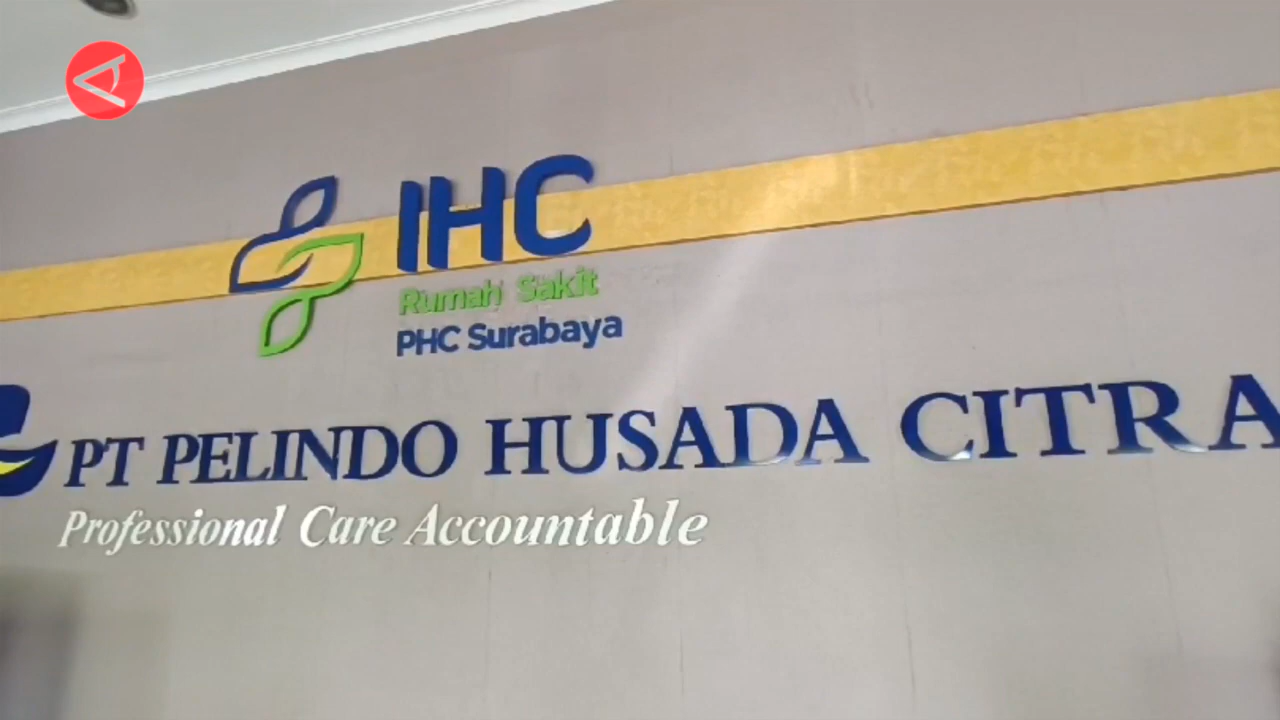 IHC
Rumah Sakit
PHC Surabaya
PT PELINDO HUSADA CITRA
Professional Care Accountable